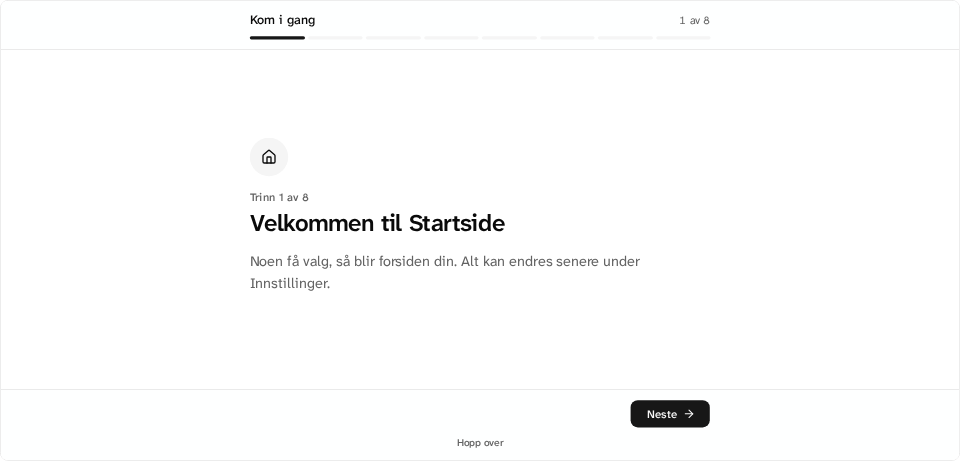 Kom i gang
1 av 8
Trinn 1 av 8
Velkommen til Startside
Noen få valg, så blir forsiden din. Alt kan endres senere under
Innstillinger.
Neste
Hopp over